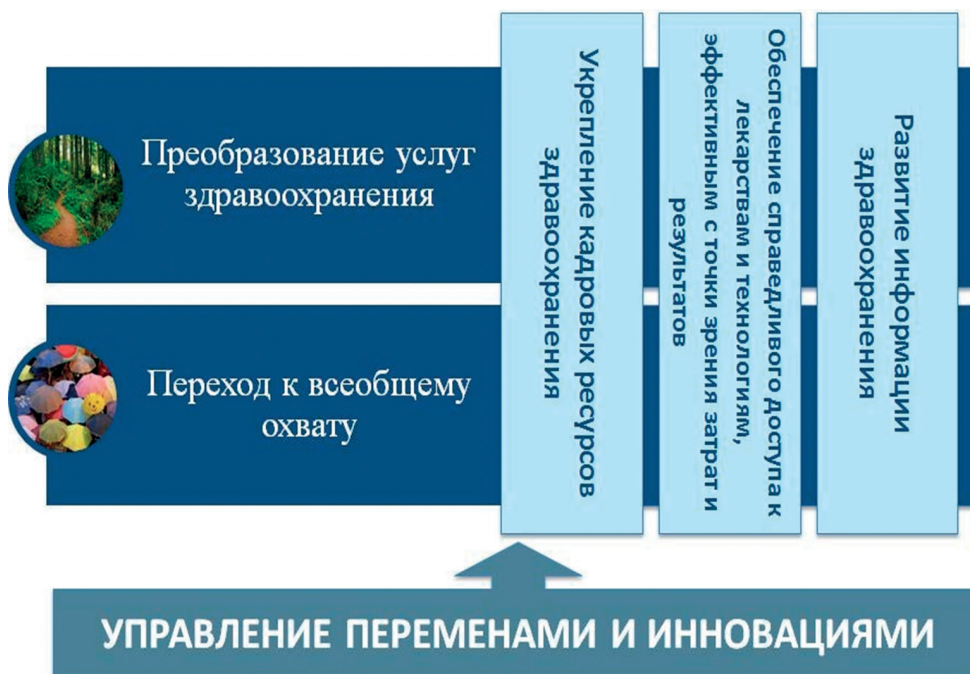 Преобразование услуг
здравоохранения
Переход к всеобщему
охвату
Укрепление кадровых ресурсов
здравоохранения
Обеспечение справедливого доступа к
эффективным с точки зрения затрат и
лекарствам и технологиям,
результатов
Развитие информации
здравоохранения
УПРАВЛЕНИЕ ПЕРЕМЕНАМИ И ИННОВАЦИЯМИ